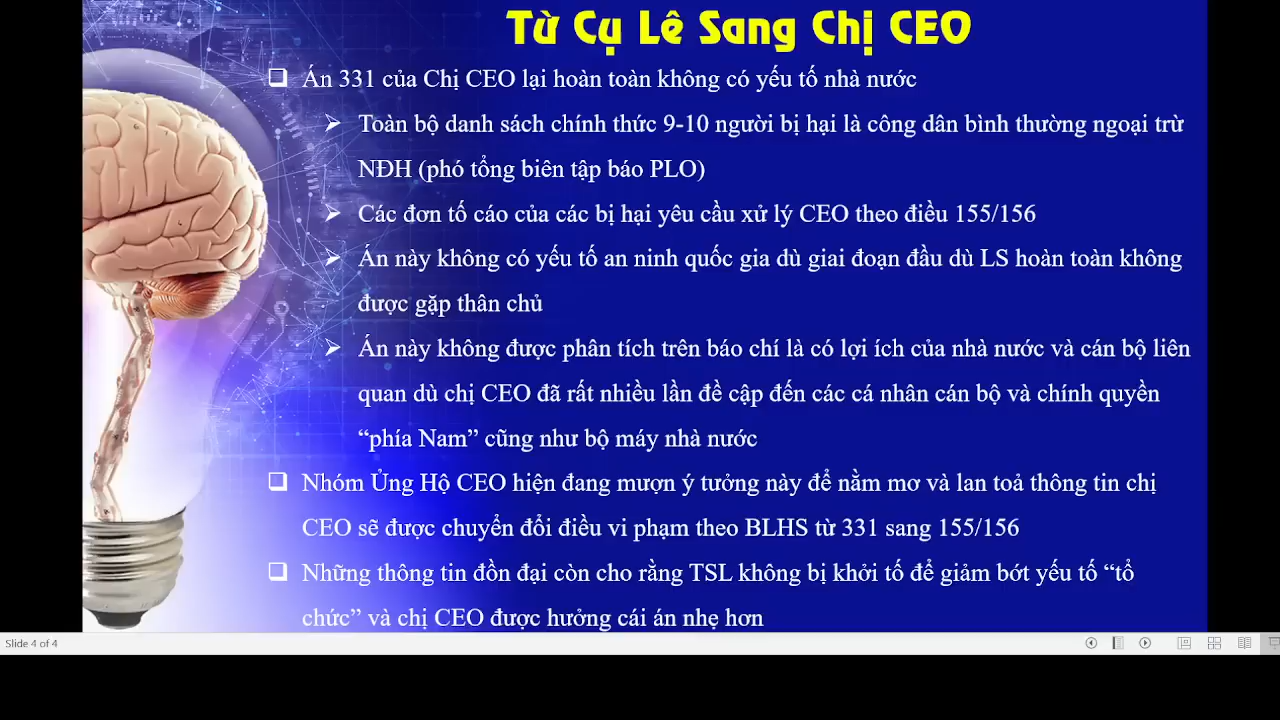 Từ Cụ Lê Sang Chị CEO
Án 331 của Chị CEO lại hoàn toàn không có yếu tố nhà nước
Toàn bộ danh sách chính thức 9-10 người bị hại là công dân bình thường ngoại trừ
NĐH (phó tổng biên tập báo PLO)
Các đơn tố cáo của các bị hại yêu cầu xử lý CEO theo điều 155/156
Án này không có yếu tố an ninh quốc gia dù giai đoạn đầu dù LS hoàn toàn không
được gặp thân chủ
Án này không được phân tích trên báo chí là có lợi ích của nhà nước và cán bộ liên
quan dù chị CEO đã rất nhiều lần đề cập đến các cá nhân cán bộ và chính quyền
“phía Nam” cũng như bộ máy nhà nước
Nhóm Ủng Hộ CEO hiện đang mượn ý tưởng này để nằm mơ và lan toả thông tin chị
CEO sẽ được chuyển đổi điều vi phạm theo BLHS từ 331 sang 155/156
Những thông tin đồn đại còn cho rằng TSL không bị khởi tố để giảm bớt yếu tố “tổ
chức” và chị CEO được hưởng cái án nhẹ hơn
Slide 4 of 4